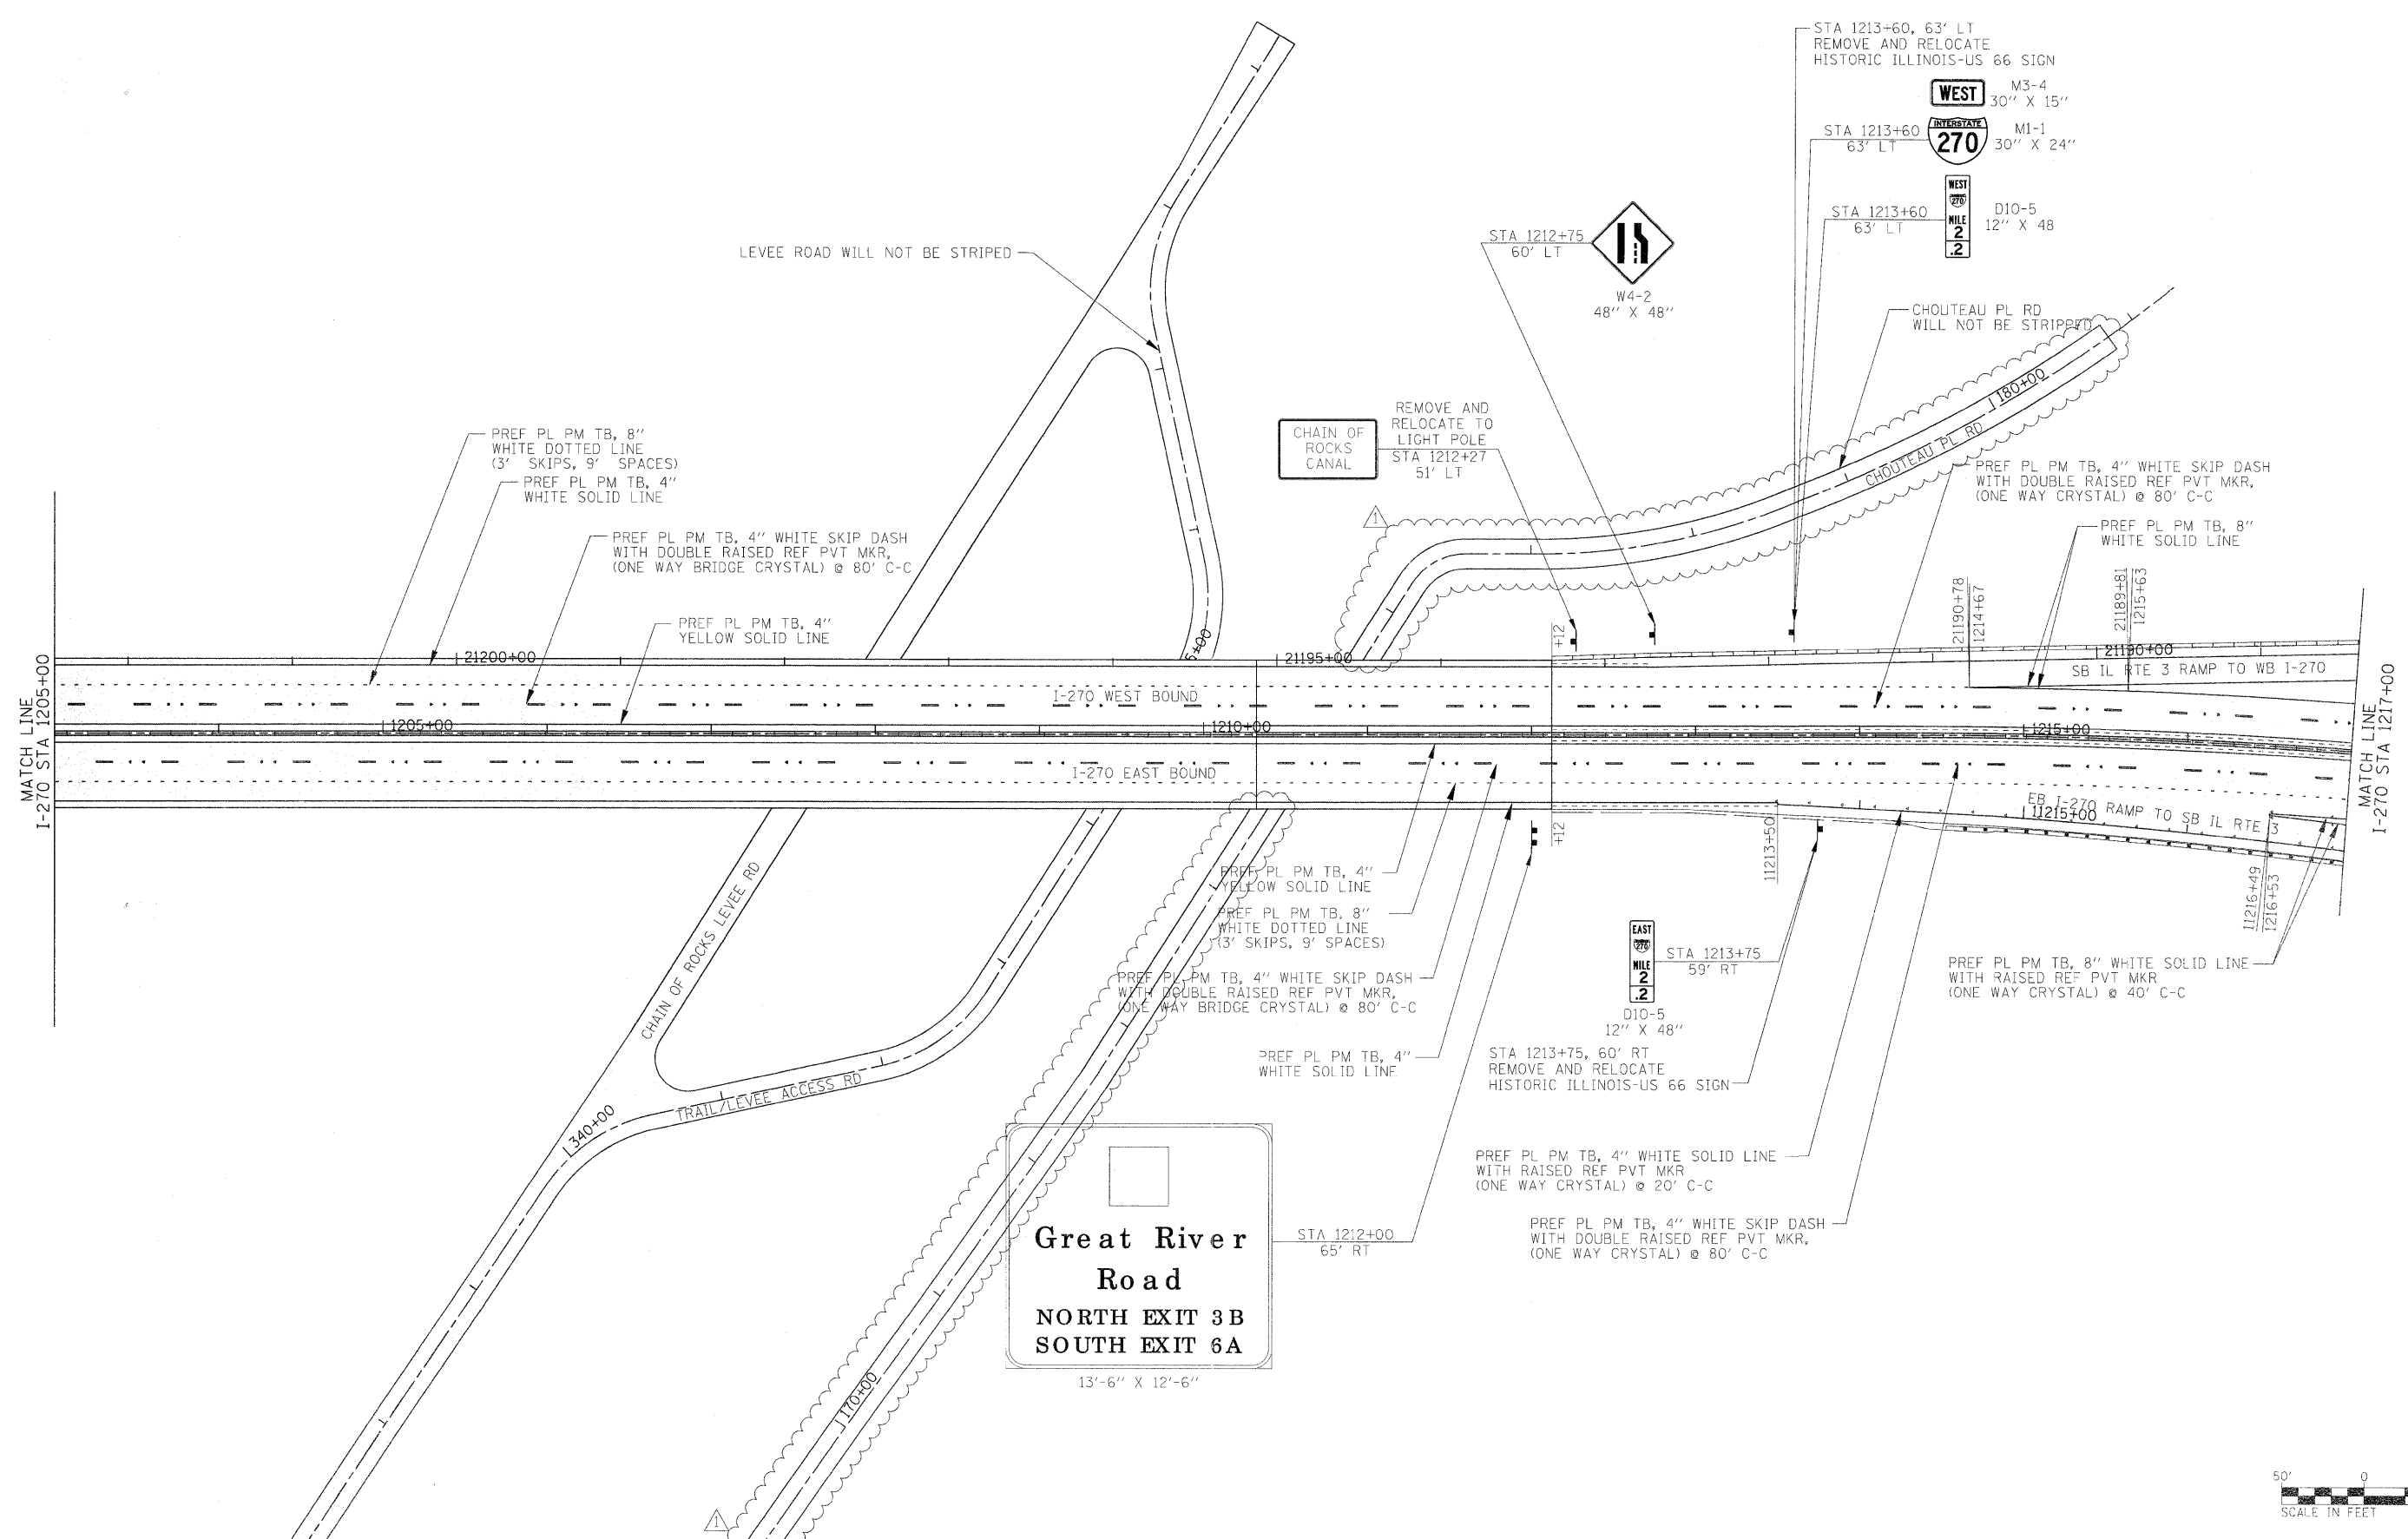 STA 1213+60, 63' LT
REMOVE AND RELOCATE
HISTORIC ILLINOIS-US 66 SIGN
WEST
M3-4
30" X 15"
STA 1213+60
63' LT
INTERSTATE
270
M1-1
30" X 24"
STA 1213+60
63' LT
WEST
270
MILE
2
.2
D10-5
12" X 48
STA 1212+75
60' LT
W4-2
48" X 48"
LEVEE ROAD WILL NOT BE STRIPED
CHOUTEAU PL RD
WILL NOT BE STRIPPED
180+00
CHOUTEAU PL RD
CHAIN OF
ROCKS
CANAL
REMOVE AND
RELOCATE TO
LIGHT POLE
STA 1212+27
51' LT
PREF PL PM TB, 8"
WHITE DOTTED LINE
(3' SKIPS, 9' SPACES)
PREF PL PM TB, 4"
WHITE SOLID LINE
PREF PL PM TB, 4" WHITE SKIP DASH
WITH DOUBLE RAISED REF PVT MKR,
(ONE WAY BRIDGE CRYSTAL) @ 80' C-C
PREF PL PM TB, 4"
YELLOW SOLID LINE
PREF PL PM TB, 4" WHITE SKIP DASH
WITH DOUBLE RAISED REF PVT MKR,
(ONE WAY CRYSTAL) @ 80' C-C
PREF PL PM TB, 8"
WHITE SOLID LINE
1
21190+78
1214+67
21189+81
1215+63
+12
5+00
21200+00
21195+00
21190+00
SB IL RTE 3 RAMP TO WB I-270
I-270 WEST BOUND
1205+00
1210+00
1215+00
I-270 EAST BOUND
MATCH LINE
I-270 STA 1205+00
MATCH LINE
I-270 STA 1217+00
EB I-270 RAMP TO SB IL RTE 3
11215+00
+12
11213+50
11216+49
1216+53
PREF PL PM TB, 4"
YELLOW SOLID LINE
PREF PL PM TB, 8"
WHITE DOTTED LINE
(3' SKIPS, 9' SPACES)
PREF PL PM TB, 4" WHITE SKIP DASH
WITH DOUBLE RAISED REF PVT MKR,
(ONE WAY BRIDGE CRYSTAL) @ 80' C-C
PREF PL PM TB, 4"
WHITE SOLID LINE
EAST
270
MILE
2
.2
STA 1213+75
59' RT
D10-5
12" X 48"
STA 1213+75, 60' RT
REMOVE AND RELOCATE
HISTORIC ILLINOIS-US 66 SIGN
PREF PL PM TB, 8" WHITE SOLID LINE
WITH RAISED REF PVT MKR
(ONE WAY CRYSTAL) @ 40' C-C
PREF PL PM TB, 4" WHITE SOLID LINE
WITH RAISED REF PVT MKR
(ONE WAY CRYSTAL) @ 20' C-C
PREF PL PM TB, 4" WHITE SKIP DASH
WITH DOUBLE RAISED REF PVT MKR,
(ONE WAY CRYSTAL) @ 80' C-C
CHAIN OF ROCKS LEVEE RD
TRAIL/LEVEE ACCESS RD
340+00
Great River
Road
NORTH EXIT 3B
SOUTH EXIT 6A
13'-6" X 12'-6"
STA 1212+00
65' RT
170+00
1
50'
0
SCALE IN FEET